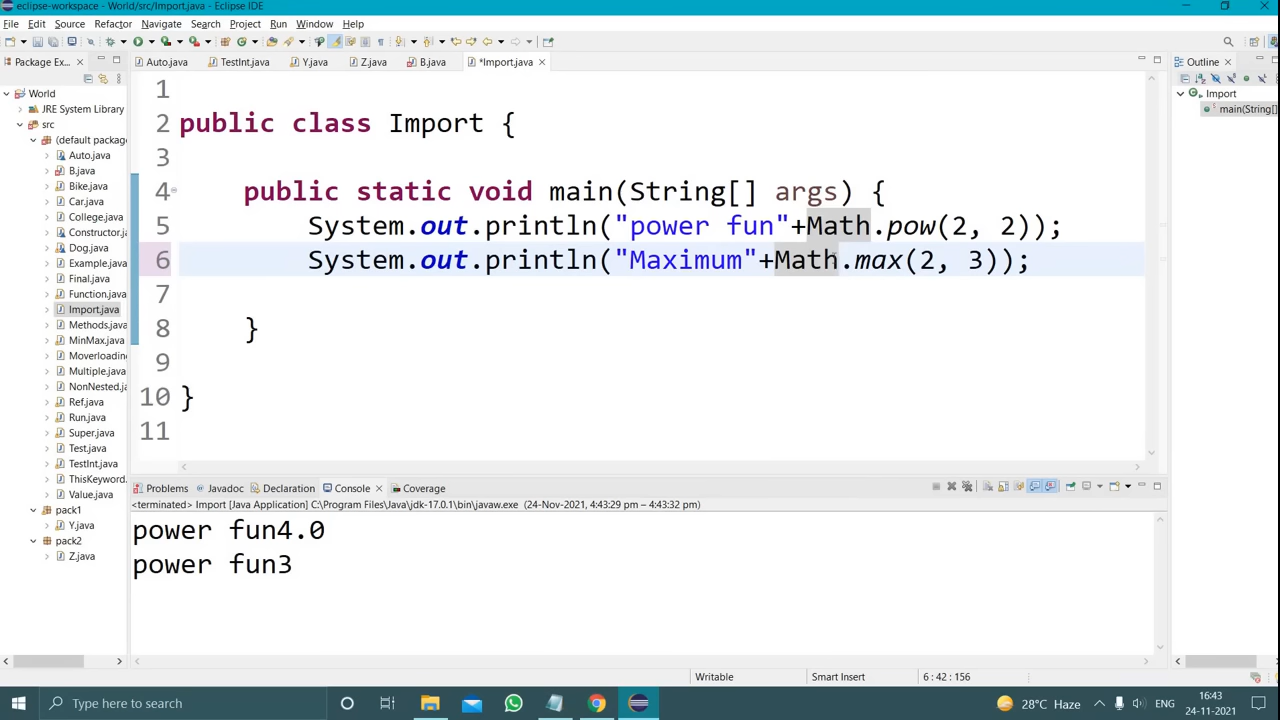 eclipse-workspace - World/src/Import.java - Eclipse IDE
File Edit Source Refactor Navigate Search Project Run Window Help
Package Ex...
Auto.java
TestInt.java
Y.java
Z.java
B.java
*Import.java
Outline
World
JRE System Library
src
(default package
Auto.java
B.java
Bike.java
Car.java
College.java
Constructor.j
Dog.java
Example.java
Final.java
Function.java
Import.java
Methods.java
MinMax.java
Moverloadin
Multiple.java
NonNested.j
Ref.java
Run.java
Super.java
Test.java
TestInt.java
ThisKeyword.
Value.java
pack1
Y.java
pack2
Z.java
1
2 public class Import {
3
4 public static void main(String[] args) {
5 System.out.println("power fun"+Math.pow(2, 2));
6 System.out.println("Maximum"+Math.max(2, 3));
7
8 }
9
10 }
11
Import
main(String[]
Problems Javadoc Declaration Console Coverage
<terminated> Import [Java Application] C:\Program Files\Java\jdk-17.0.1\bin\javaw.exe (24-Nov-2021, 4:43:29 pm – 4:43:32 pm)
power fun4.0
power fun3
Writable Smart Insert 6 : 42 : 156
Type here to search
28°C Haze ENG 16:43
24-11-2021